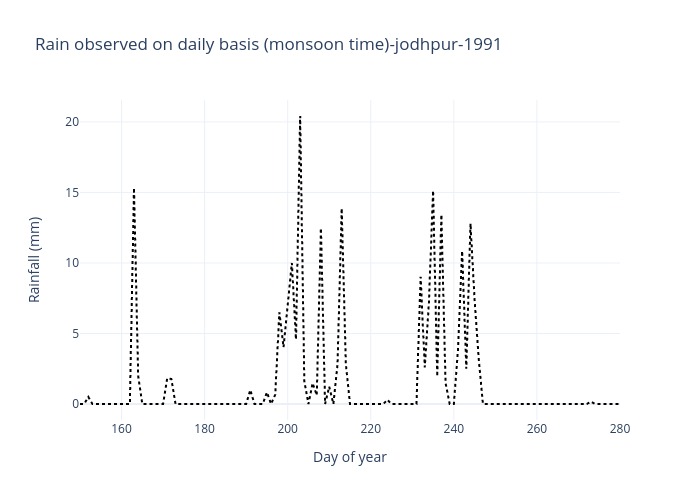 Rain observed on daily basis (monsoon time)-jodhpur-1991
20
15
10
5
0
Rainfall (mm)
160 180 200 220 240 260 280
Day of year